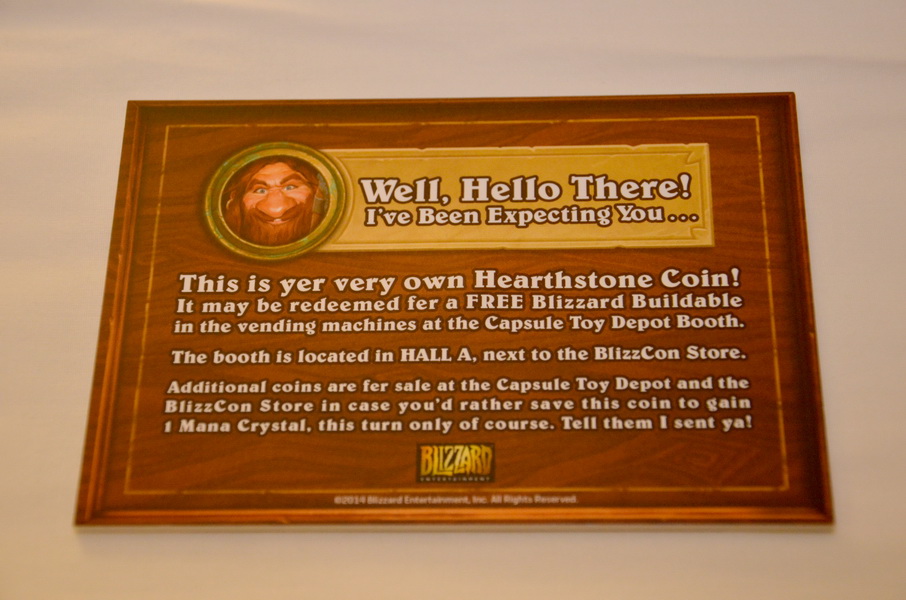 Well, Hello There!
I've Been Expecting You...
This is yer very own Hearthstone Coin!
It may be redeemed fer a FREE Blizzard Buildable
in the vending machines at the Capsule Toy Depot Booth.
The booth is located in HALL A, next to the BlizzCon Store.
Additional coins are fer sale at the Capsule Toy Depot and the
BlizzCon Store in case you'd rather save this coin to gain
1 Mana Crystal, this turn only of course. Tell them I sent ya!
BLIZZARD
ENTERTAINMENT
©2014 Blizzard Entertainment, Inc. All Rights Reserved.